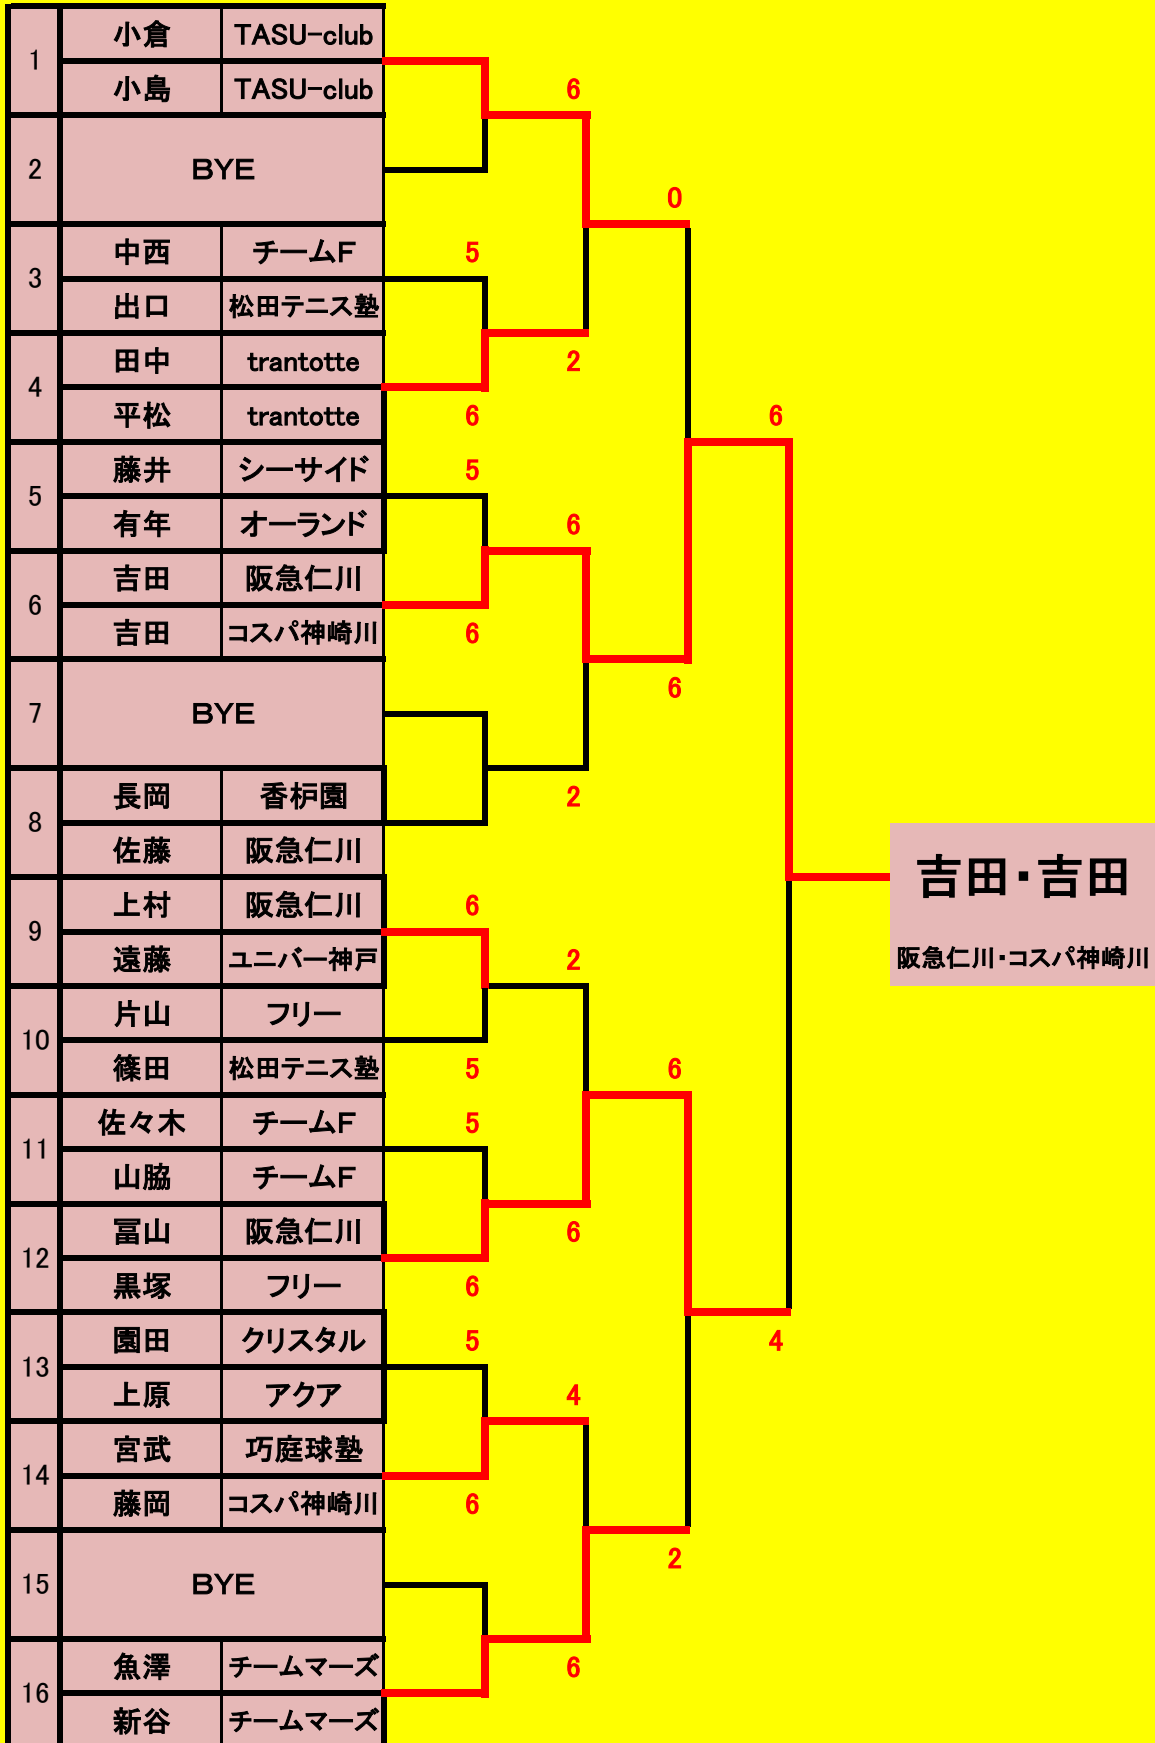 1 小倉 TASU-club
小島 TASU-club
6
2 BYE
0
3 中西 チームF 5
出口 松田テニス塾
4 田中 trantotte 2
平松 trantotte 6 6
5 藤井 シーサイド 5
有年 オーランド 6
6 吉田 阪急仁川
吉田 コスパ神崎川 6
6
7 BYE
8 長岡 香枦園 2
佐藤 阪急仁川
吉田・吉田
9 上村 阪急仁川 6
遠藤 ユニバー神戸 2
阪急仁川・コスパ神崎川
10 片山 フリー
篠田 松田テニス塾 5 6
11 佐々木 チームF 5
山脇 チームF
12 冨山 阪急仁川 6
黒塚 フリー 6
13 園田 クリスタル 5 4
上原 アクア 4
14 宮武 巧庭球塾
藤岡 コスパ神崎川 6
2
15 BYE
16 魚澤 チームマーズ 6
新谷 チームマーズ